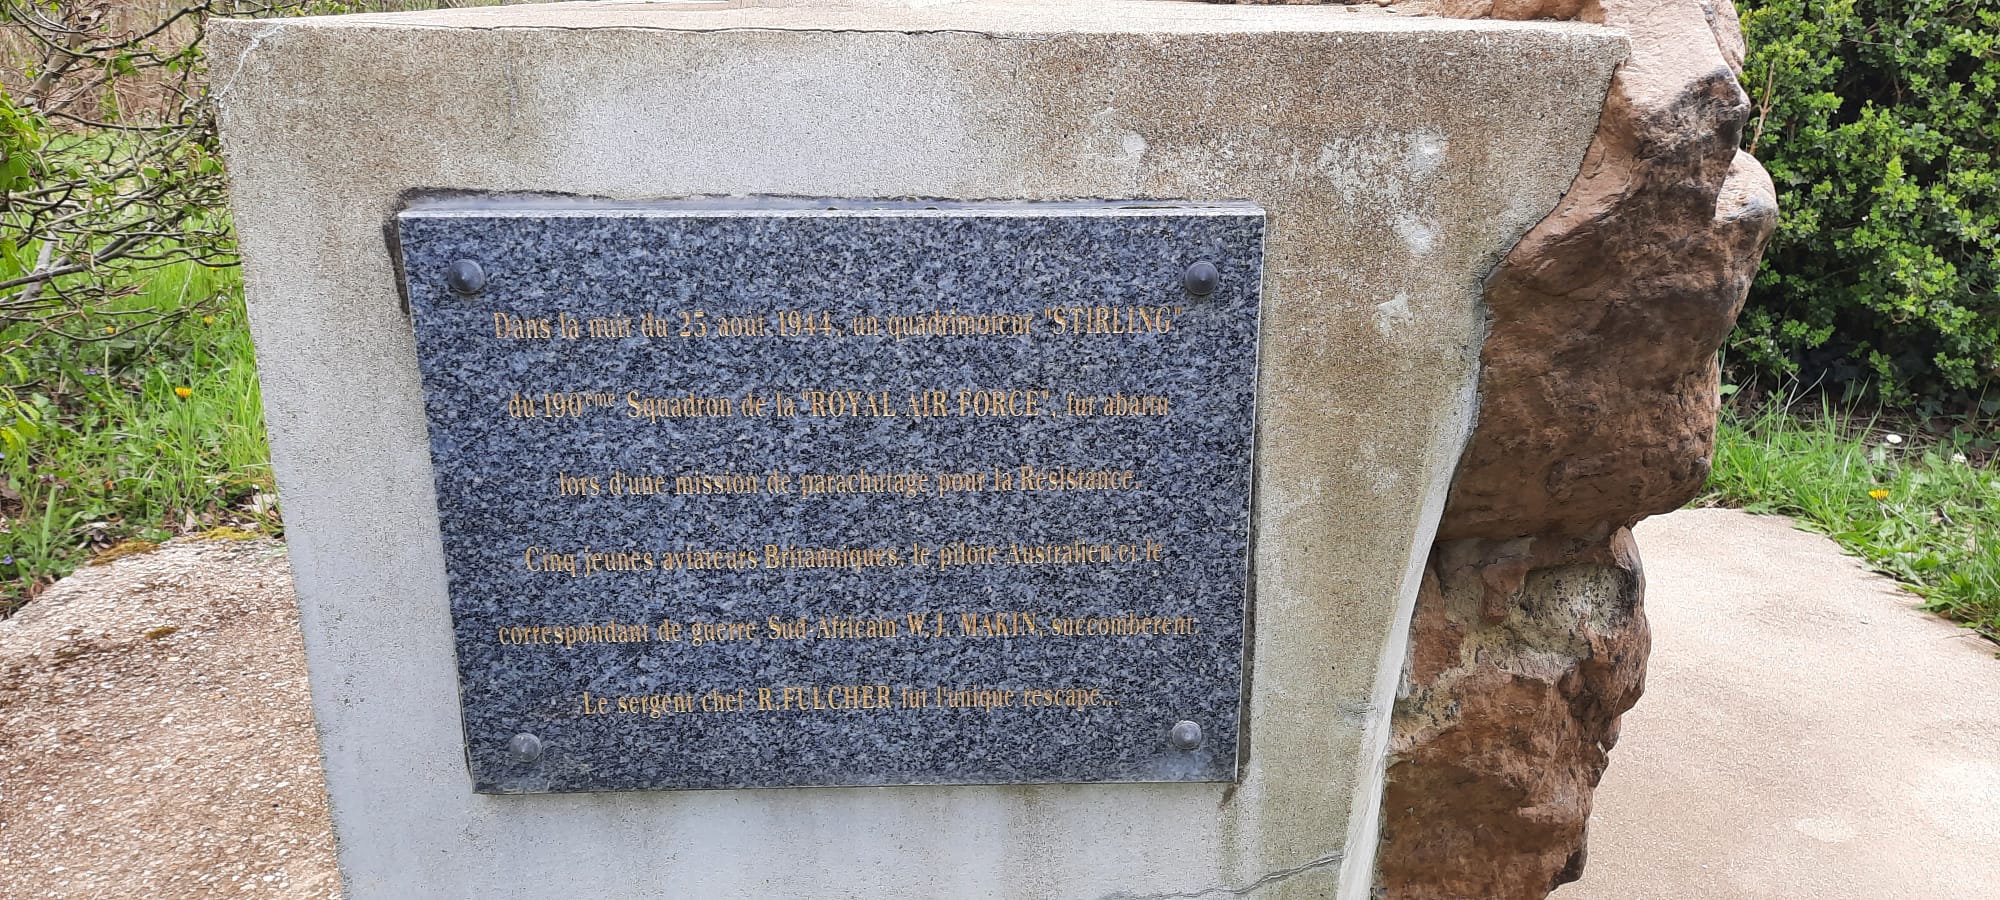 Dans la nuit du 25 août 1944, un quadrimoteur "STIRLING"
du 190ème Squadron de la "ROYAL AIR FORCE", fut abattu
lors d'une mission de parachutage pour la Résistance.
Cinq jeunes aviateurs Britanniques, le pilote Australien et le
correspondant de guerre Sud-Africain W.J. MAKIN, succombèrent.
Le sergent chef R.FULCHER fut l'unique rescapé...